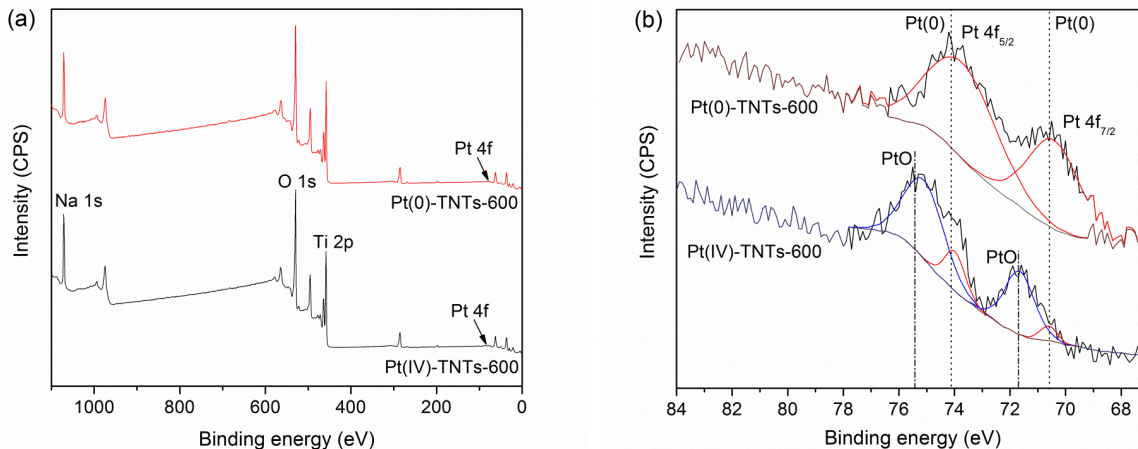 (a)
Intensity (CPS)
Na 1s
O 1s
Ti 2p
Pt 4f
Pt(0)-TNTs-600
Pt 4f
Pt(IV)-TNTs-600
1000 800 600 400 200 0
Binding energy (eV)
(b)
Intensity (CPS)
Pt(0) Pt 4f5/2 Pt(0)
Pt(0)-TNTs-600
Pt 4f7/2
PtO
Pt(IV)-TNTs-600
PtO
84 82 80 78 76 74 72 70 68
Binding energy (eV)